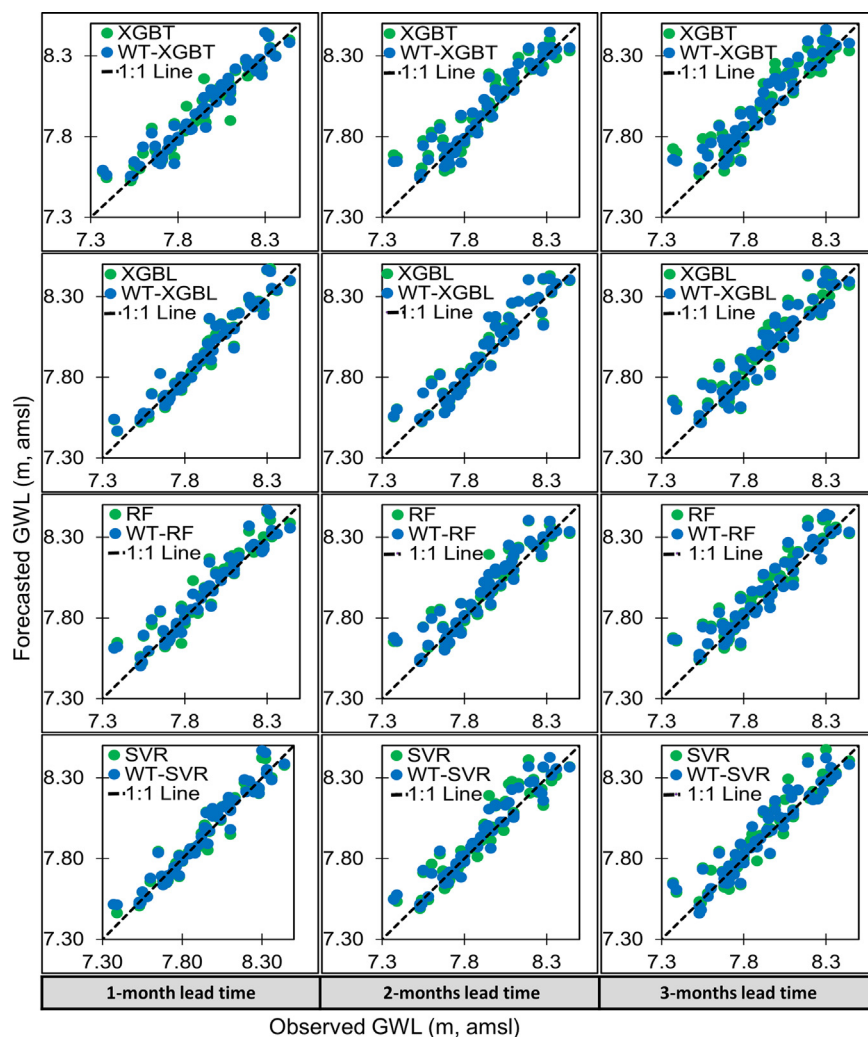 XGBT
WT-XGBT
1:1 Line
8.3
7.8
7.3
7.3 7.8 8.3
XGBT
WT-XGBT
1:1 Line
8.30
7.80
7.30
7.3 7.8 8.3
XGBT
WT-XGBT
1:1 Line
8.30
7.80
7.30
7.3 7.8 8.3
XGBL
WT-XGBL
1:1 Line
8.30
7.80
7.30
7.3 7.8 8.3
XGBL
WT-XGBL
1:1 Line
8.30
7.80
7.30
7.3 7.8 8.3
XGBL
WT-XGBL
1:1 Line
8.30
7.80
7.30
7.3 7.8 8.3
Forecasted GWL (m, amsl)
RF
WT-RF
1:1 Line
8.30
7.80
7.30
7.3 7.8 8.3
RF
WT-RF
1:1 Line
8.30
7.80
7.30
7.3 7.8 8.3
RF
WT-RF
1:1 Line
8.30
7.80
7.30
7.3 7.8 8.3
SVR
WT-SVR
1:1 Line
8.30
7.80
7.30
7.30 7.80 8.30
SVR
WT-SVR
1:1 Line
8.30
7.80
7.30
7.3 7.8 8.3
SVR
WT-SVR
1:1 Line
8.30
7.80
7.30
7.3 7.8 8.3
1-month lead time
2-months lead time
3-months lead time
Observed GWL (m, amsl)